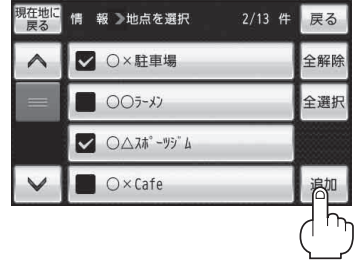 現在地に
戻る
情 報 》地点を選択 2/13 件
戻る
○×駐車場
全解除
○○ﾗｰﾒﾝ
全選択
○△ｽﾎﾟｰﾂｼﾞﾑ
○×Cafe
追加